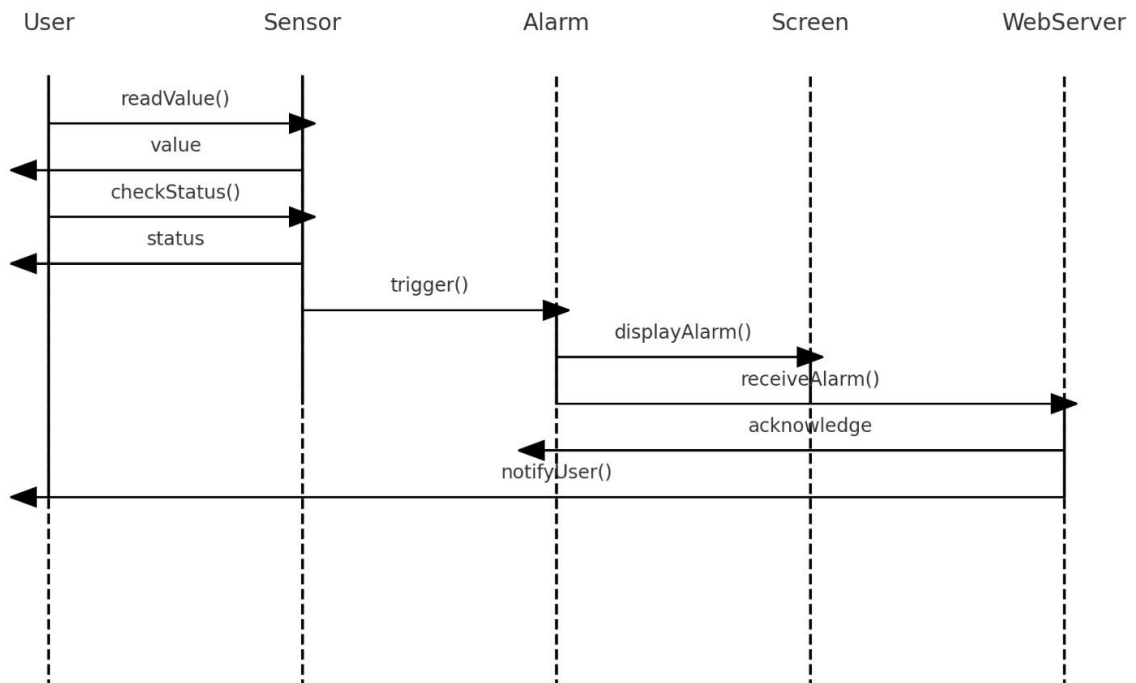 User Sensor Alarm Screen WebServer
readValue()
value
checkStatus()
status
trigger()
displayAlarm()
receiveAlarm()
acknowledge
notifyUser()